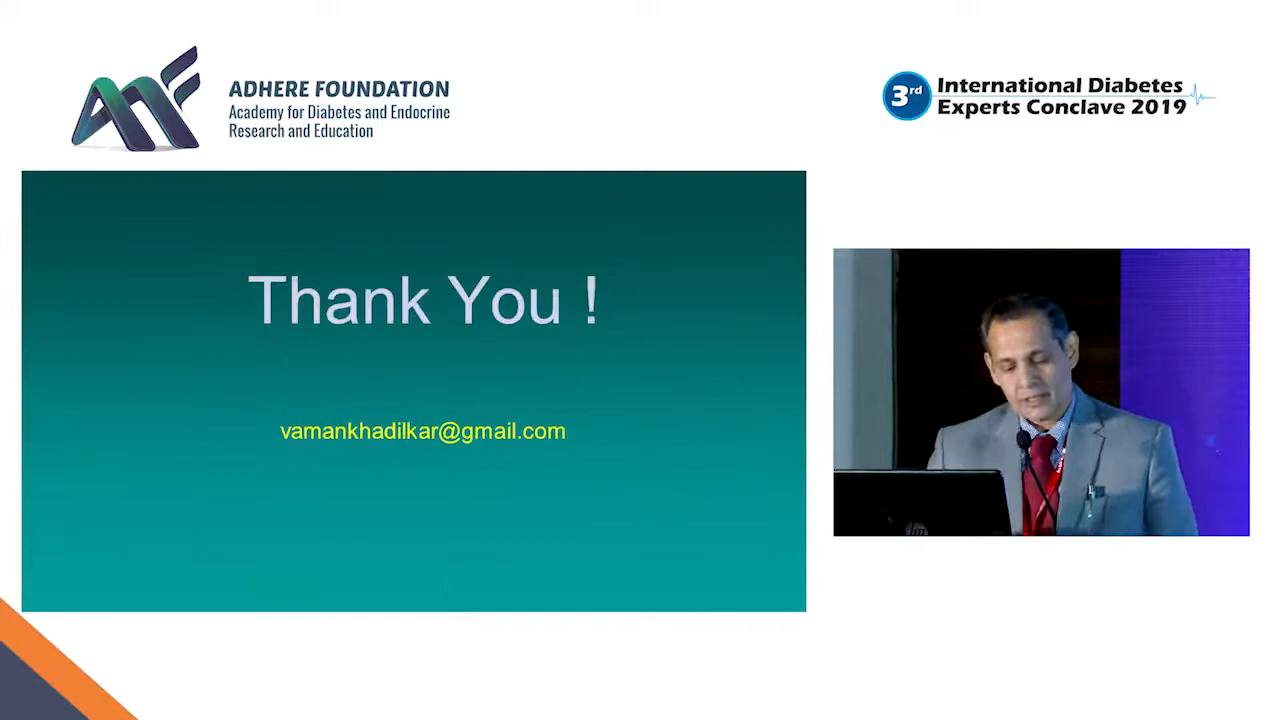 ADHERE FOUNDATION
Academy for Diabetes and Endocrine
Research and Education
3rd
International Diabetes
Experts Conclave 2019
Thank You !
vamankhadilkar@gmail.com
hp